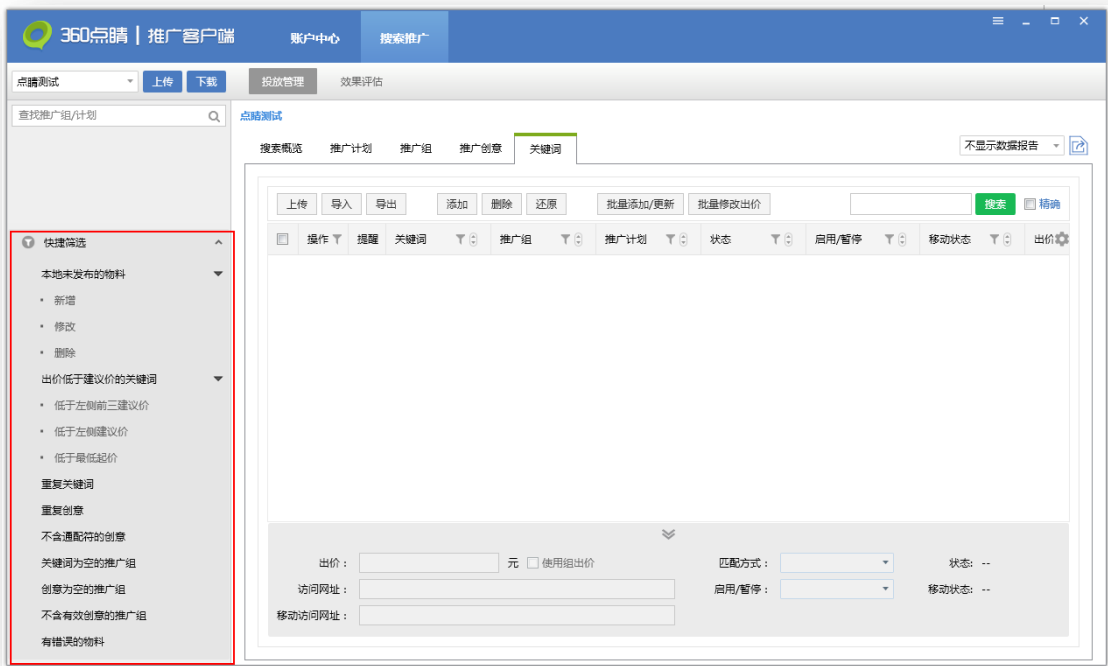 360点睛 | 推广客户端 账户中心 搜索推广
点睛测试 上传 下载 投放管理 效果评估
查找推广组/计划
点睛测试
搜索概览 推广计划 推广组 推广创意 关键词 不显示数据报告
上传 导入 导出 添加 删除 还原 批量添加/更新 批量修改出价 搜索 精确
操作 提醒 关键词 推广组 推广计划 状态 启用/暂停 移动状态 出价
快捷筛选
本地未发布的物料
• 新增
• 修改
• 删除
出价低于建议价的关键词
• 低于左侧前三建议价
• 低于左侧建议价
• 低于最低起价
重复关键词
重复创意
不含通配符的创意
关键词为空的推广组
创意为空的推广组
不含有效创意的推广组
有错误的物料
出价： 元 使用组出价 匹配方式： 状态: --
访问网址： 启用/暂停： 移动状态: --
移动访问网址：